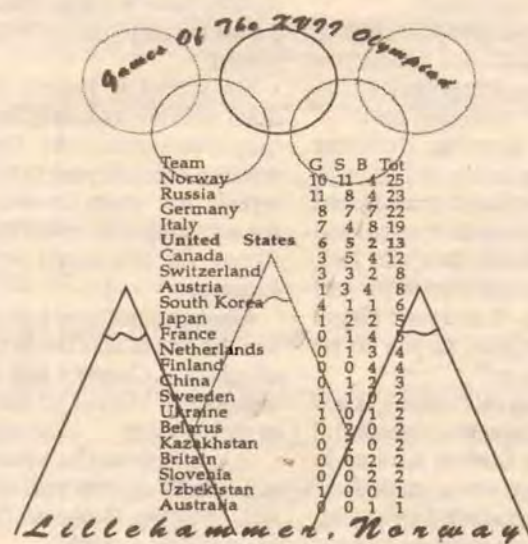 Games Of The XVII Olympiad
Team G S B Tot
Norway 10 11 4 25
Russia 11 8 4 23
Germany 8 7 7 22
Italy 7 4 8 19
United States 6 5 2 13
Canada 3 5 4 12
Switzerland 3 3 2 8
Austria 1 3 4 8
South Korea 4 1 1 6
Japan 1 2 2 5
France 0 1 4 5
Netherlands 0 1 3 4
Finland 0 0 4 4
China 0 1 2 3
Sweeden 1 1 0 2
Ukraine 1 0 1 2
Belarus 0 2 0 2
Kazakhstan 0 2 0 2
Britain 0 0 2 2
Slovenia 0 0 2 2
Uzbekistan 1 0 0 1
Australia 0 0 1 1
Lillehammer, Norway